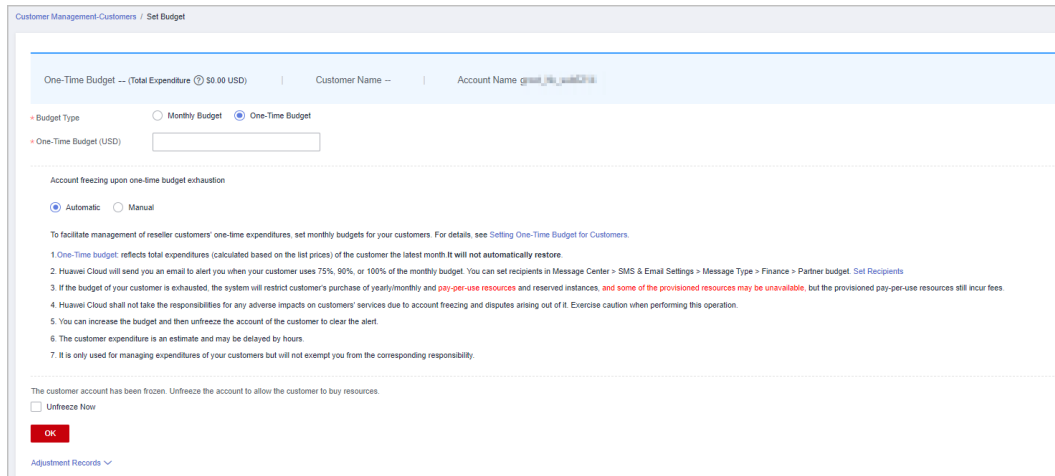 Customer Management-Customers / Set Budget
One-Time Budget -- (Total Expenditure ? $0.00 USD) | Customer Name -- | Account Name
* Budget Type Monthly Budget One-Time Budget
* One-Time Budget (USD)
Account freezing upon one-time budget exhaustion
Automatic Manual
To facilitate management of reseller customers' one-time expenditures, set monthly budgets for your customers. For details, see Setting One-Time Budget for Customers.
1.One-Time budget: reflects total expenditures (calculated based on the list prices) of the customer the latest month.It will not automatically restore.
2. Huawei Cloud will send you an email to alert you when your customer uses 75%, 90%, or 100% of the monthly budget. You can set recipients in Message Center > SMS & Email Settings > Message Type > Finance > Partner budget. Set Recipients
3. If the budget of your customer is exhausted, the system will restrict customer's purchase of yearly/monthly and pay-per-use resources and reserved instances, and some of the provisioned resources may be unavailable, but the provisioned pay-per-use resources still incur fees.
4. Huawei Cloud shall not take the responsibilities for any adverse impacts on customers' services due to account freezing and disputes arising out of it. Exercise caution when performing this operation.
5. You can increase the budget and then unfreeze the account of the customer to clear the alert.
6. The customer expenditure is an estimate and may be delayed by hours.
7. It is only used for managing expenditures of your customers but will not exempt you from the corresponding responsibility.
The customer account has been frozen. Unfreeze the account to allow the customer to buy resources.
Unfreeze Now
OK
Adjustment Records